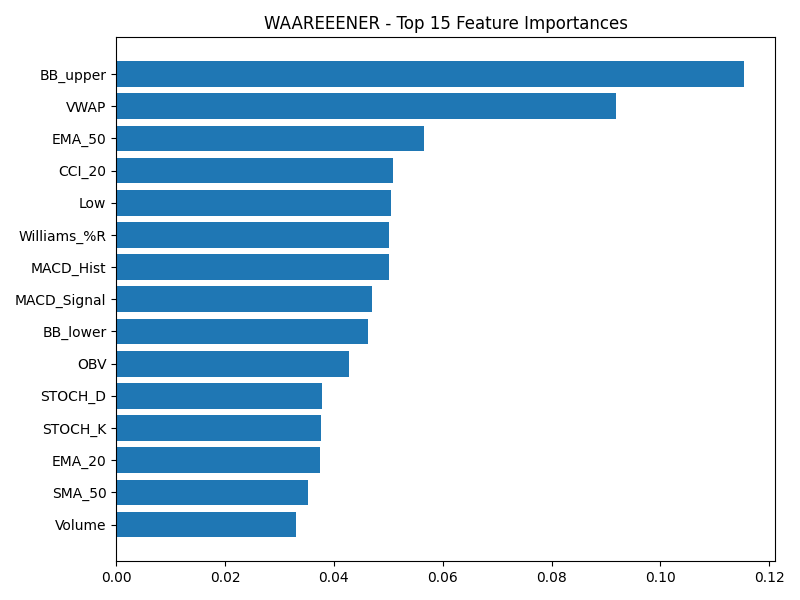 WAAREEENER - Top 15 Feature Importances
BB_upper
VWAP
EMA_50
CCI_20
Low
Williams_%R
MACD_Hist
MACD_Signal
BB_lower
OBV
STOCH_D
STOCH_K
EMA_20
SMA_50
Volume
0.00 0.02 0.04 0.06 0.08 0.10 0.12